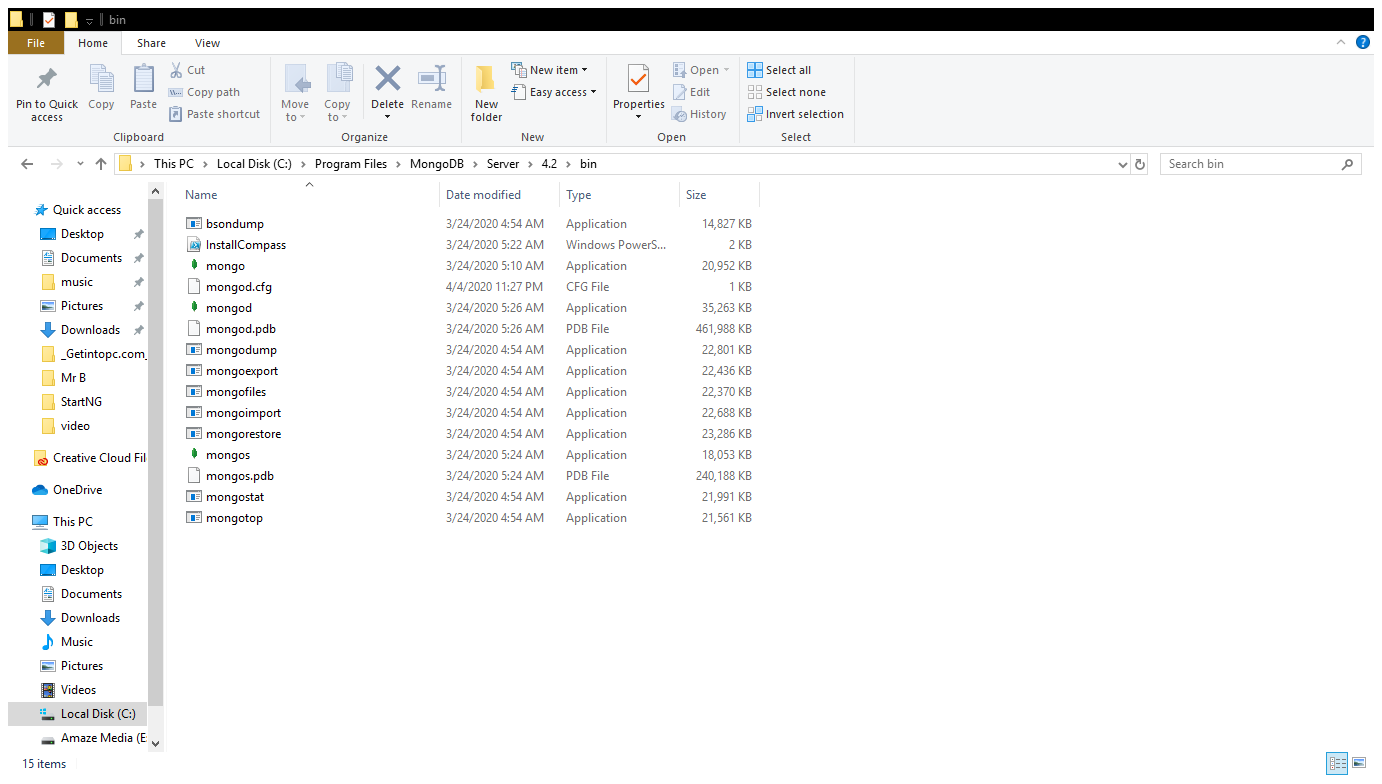 bin
File Home Share View
Pin to Quick access
Copy
Paste
Cut
Copy path
Paste shortcut
Clipboard
Move to
Copy to
Delete
Rename
Organize
New folder
New item
Easy access
New
Properties
Open
Edit
History
Open
Select all
Select none
Invert selection
Select
This PC > Local Disk (C:) > Program Files > MongoDB > Server > 4.2 > bin
Search bin
Quick access
Desktop
Documents
music
Pictures
Downloads
_Getintopc.com_
Mr B
StartNG
video
Creative Cloud Fil
OneDrive
This PC
3D Objects
Desktop
Documents
Downloads
Music
Pictures
Videos
Local Disk (C:)
Amaze Media (E
Name Date modified Type Size
bsondump 3/24/2020 4:54 AM Application 14,827 KB
InstallCompass 3/24/2020 5:22 AM Windows PowerS... 2 KB
mongo 3/24/2020 5:10 AM Application 20,952 KB
mongod.cfg 4/4/2020 11:27 PM CFG File 1 KB
mongod 3/24/2020 5:26 AM Application 35,263 KB
mongod.pdb 3/24/2020 5:26 AM PDB File 461,988 KB
mongodump 3/24/2020 4:54 AM Application 22,801 KB
mongoexport 3/24/2020 4:54 AM Application 22,436 KB
mongofiles 3/24/2020 4:54 AM Application 22,370 KB
mongoimport 3/24/2020 4:54 AM Application 22,688 KB
mongorestore 3/24/2020 4:54 AM Application 23,286 KB
mongos 3/24/2020 5:24 AM Application 18,053 KB
mongos.pdb 3/24/2020 5:24 AM PDB File 240,188 KB
mongostat 3/24/2020 4:54 AM Application 21,991 KB
mongotop 3/24/2020 4:54 AM Application 21,561 KB
15 items